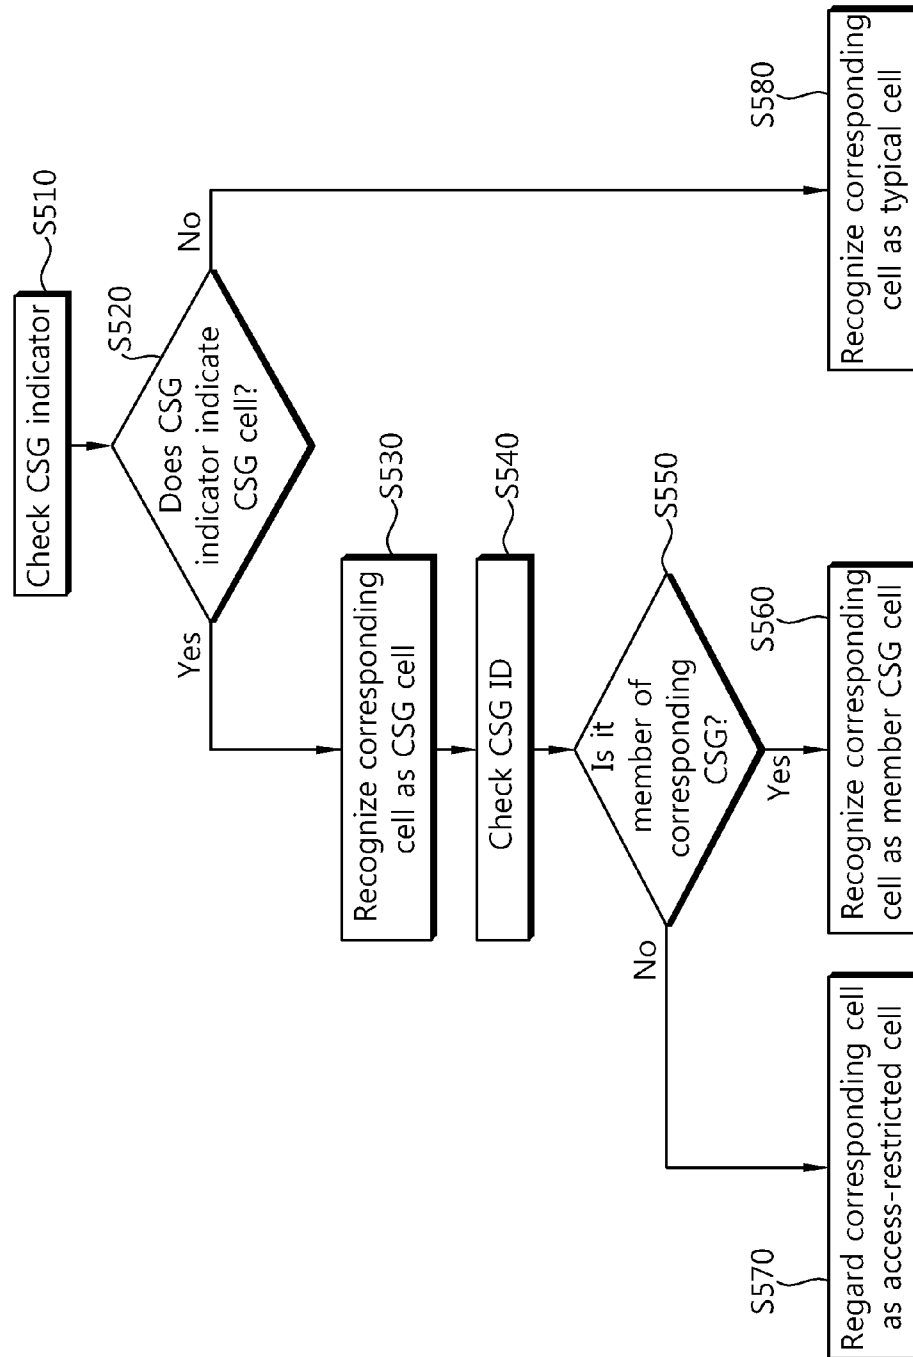 Check CSG indicator
S510
S520
Does CSG
indicator indicate
CSG cell?
Yes
No
Recognize corresponding
cell as CSG cell
S530
Check CSG ID
S540
Is it
member of
corresponding
CSG?
S550
No
Yes
S570
Regard corresponding cell
as access-restricted cell
S560
Recognize corresponding
cell as member CSG cell
S580
Recognize corresponding
cell as typical cell